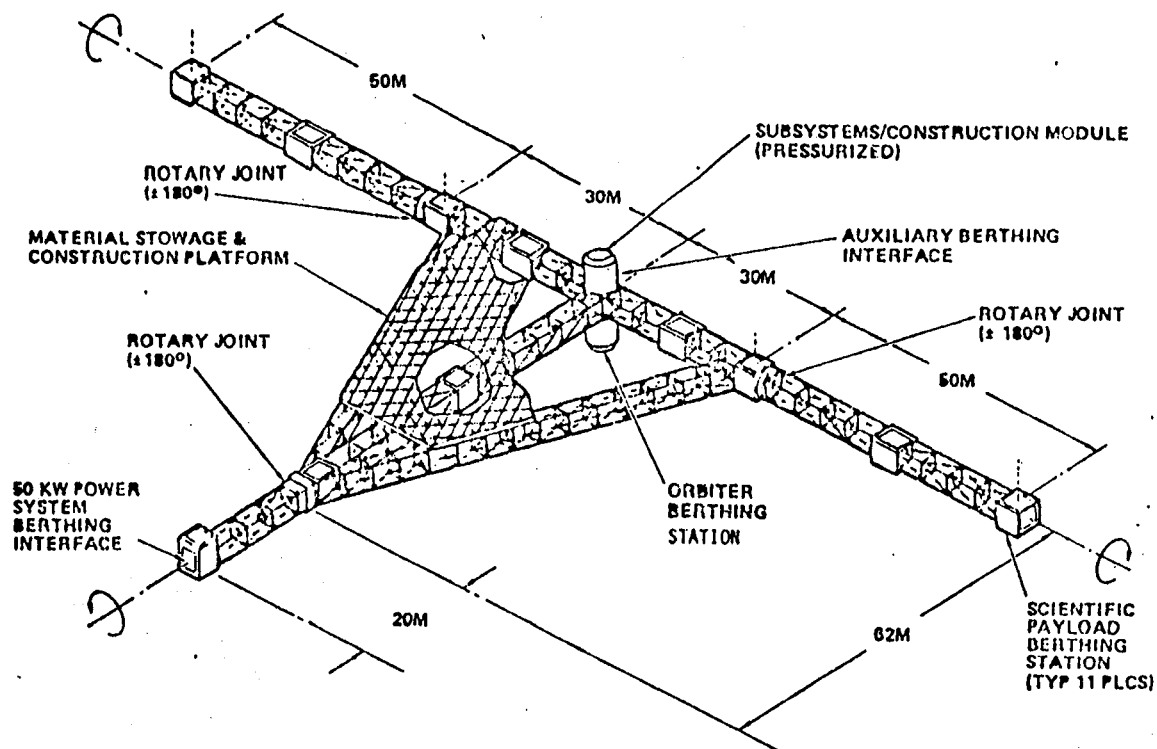 50M
SUBSYSTEMS/CONSTRUCTION MODULE
(PRESSURIZED)
ROTARY JOINT
(± 180°)
30M
MATERIAL STOWAGE &
CONSTRUCTION PLATFORM
AUXILIARY BERTHING
INTERFACE
30M
ROTARY JOINT
(± 180°)
ROTARY JOINT
(± 180°)
50M
50 KW POWER
SYSTEM
BERTHING
INTERFACE
ORBITER
BERTHING
STATION
20M
62M
SCIENTIFIC
PAYLOAD
BERTHING
STATION
(TYP 11 PLCS)